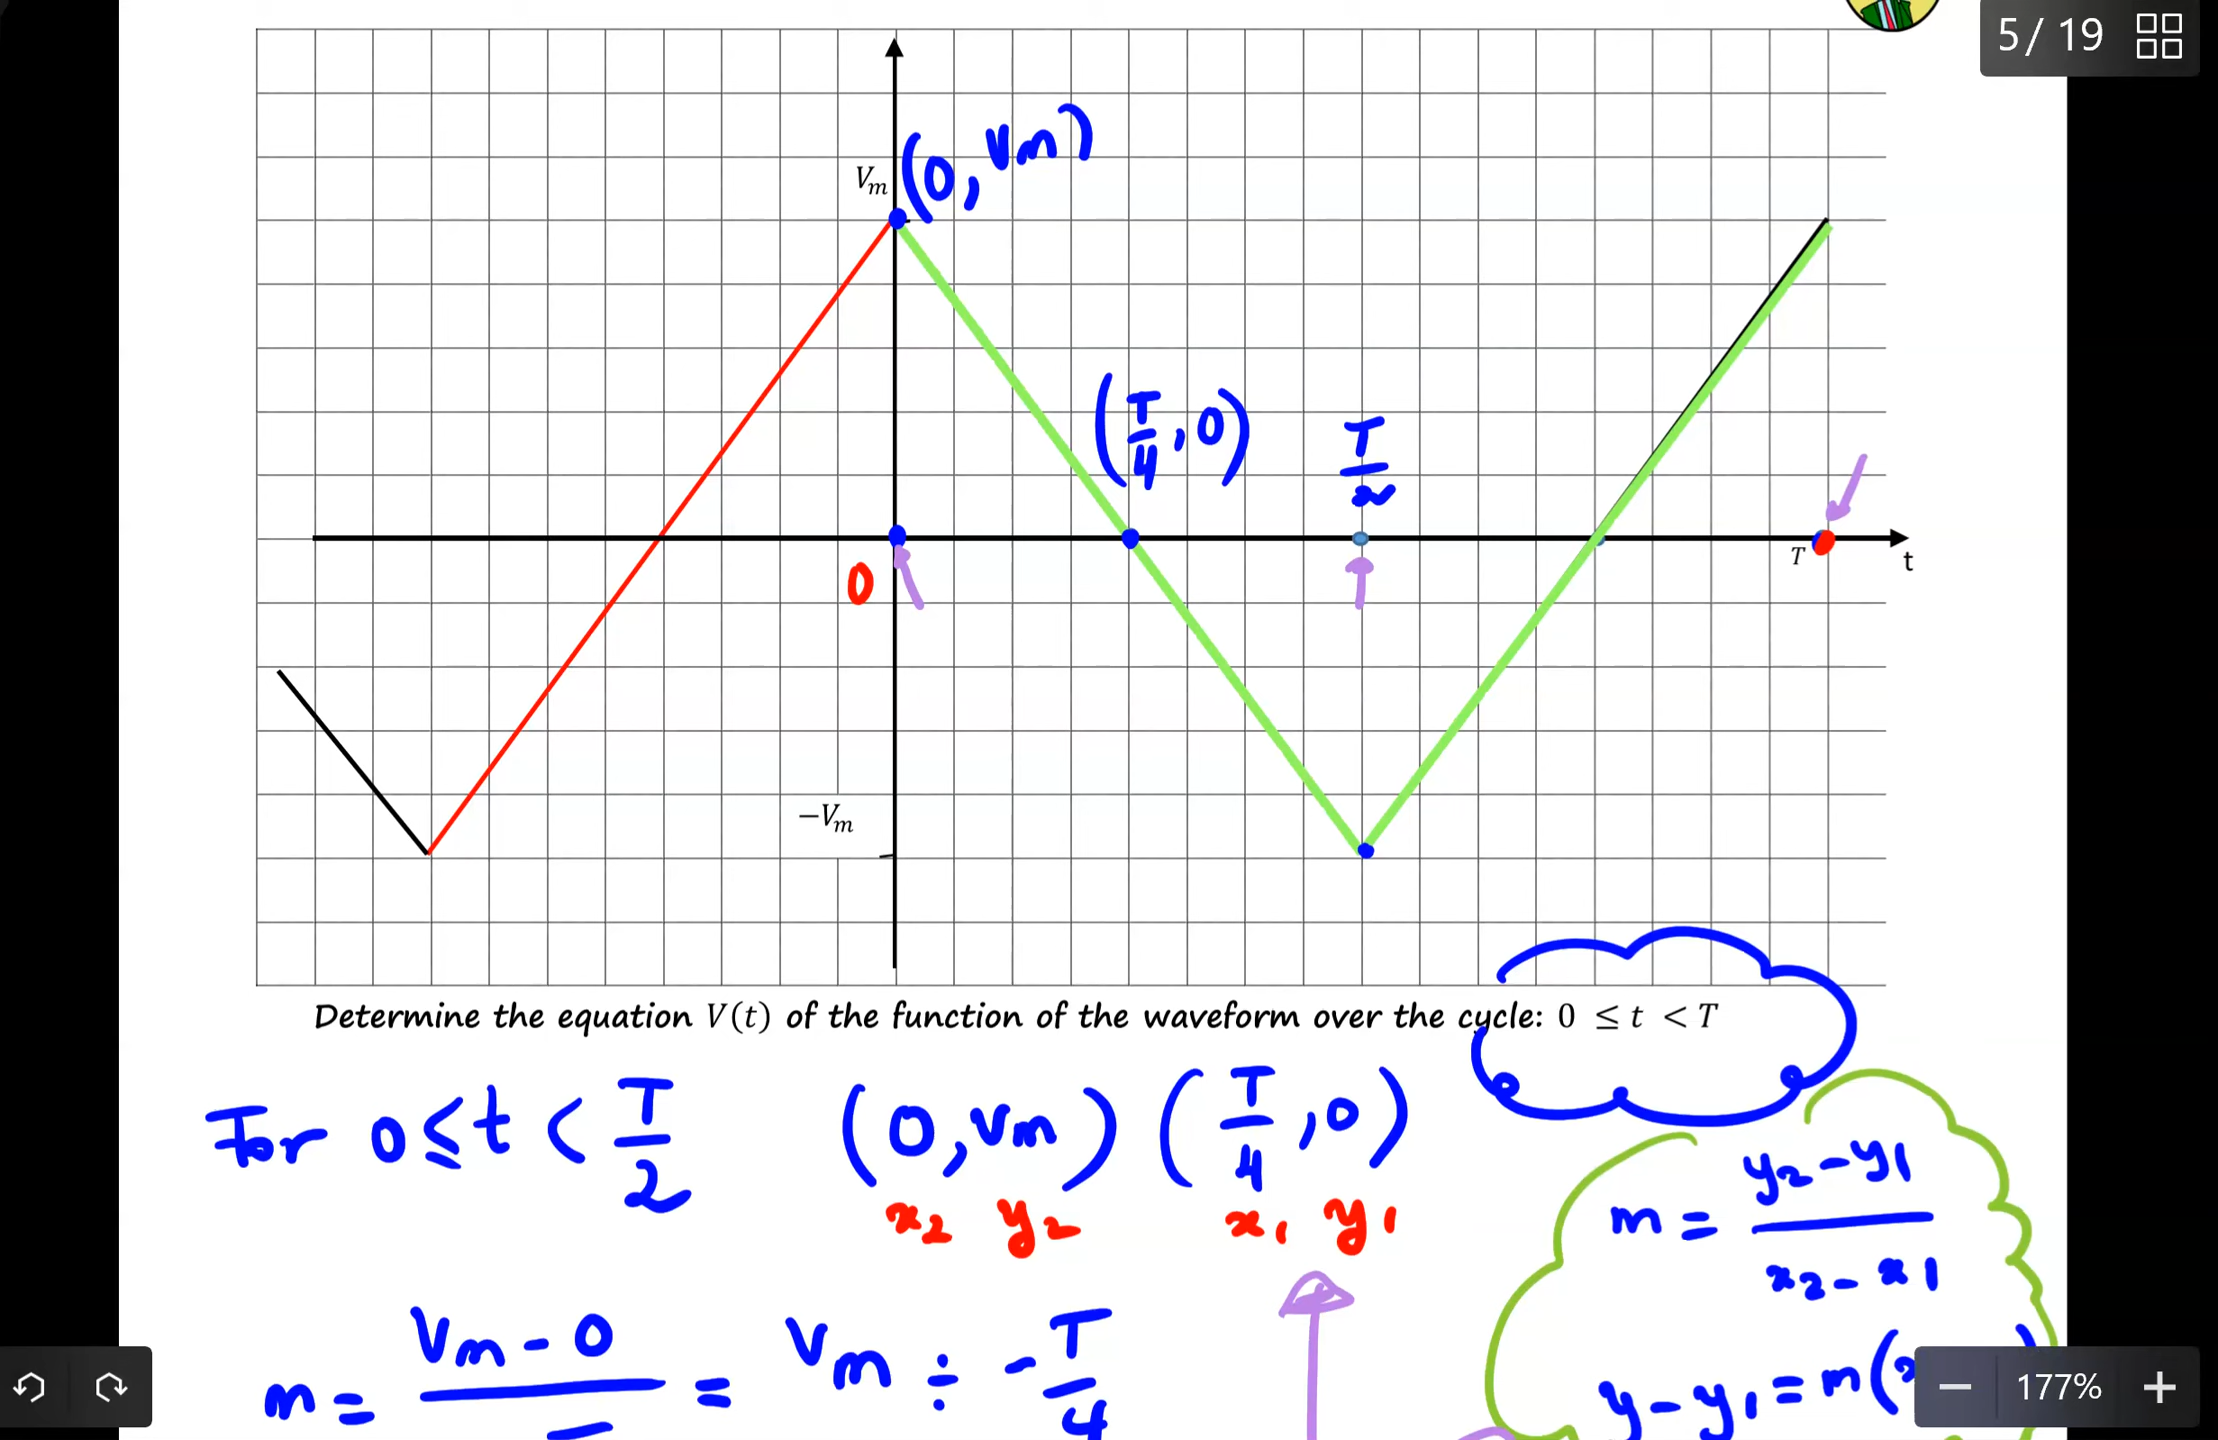 5 / 19
(0, Vm)
Vm
(T/4, 0)
T/2
0
T
t
−Vm
Determine the equation V(t) of the function of the waveform over the cycle: 0 ≤ t < T
For 0 ≤ t < T/2 (0, Vm) (T/4, 0)
x2 y2 x1 y1
m = y2 − y1 / x2 − x1
m = Vm − 0 / − = Vm ÷ − T/4
y − y1 = m(
177%